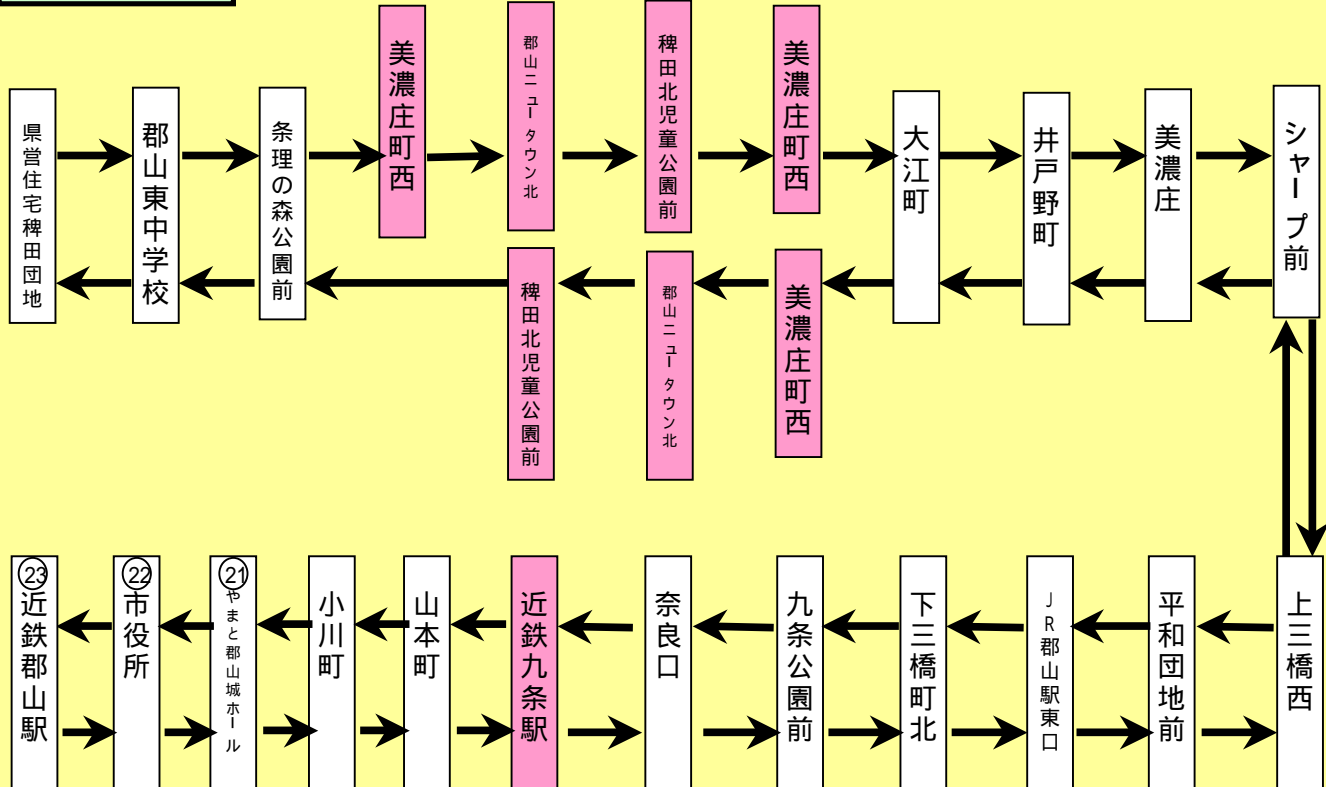 県営住宅稗田団地
郡山東中学校
条理の森公園前
美濃庄町西
郡山ニュータウン北
稗田北児童公園前
美濃庄町西
大江町
井戸野町
美濃庄
シャープ前
稗田北児童公園前
郡山ニュータウン北
美濃庄町西
㉓近鉄郡山駅
㉒市役所
㉑やまと郡山城ホール
小川町
山本町
近鉄九条駅
奈良口
九条公園前
下三橋町北
JR郡山駅東口
平和団地前
上三橋西